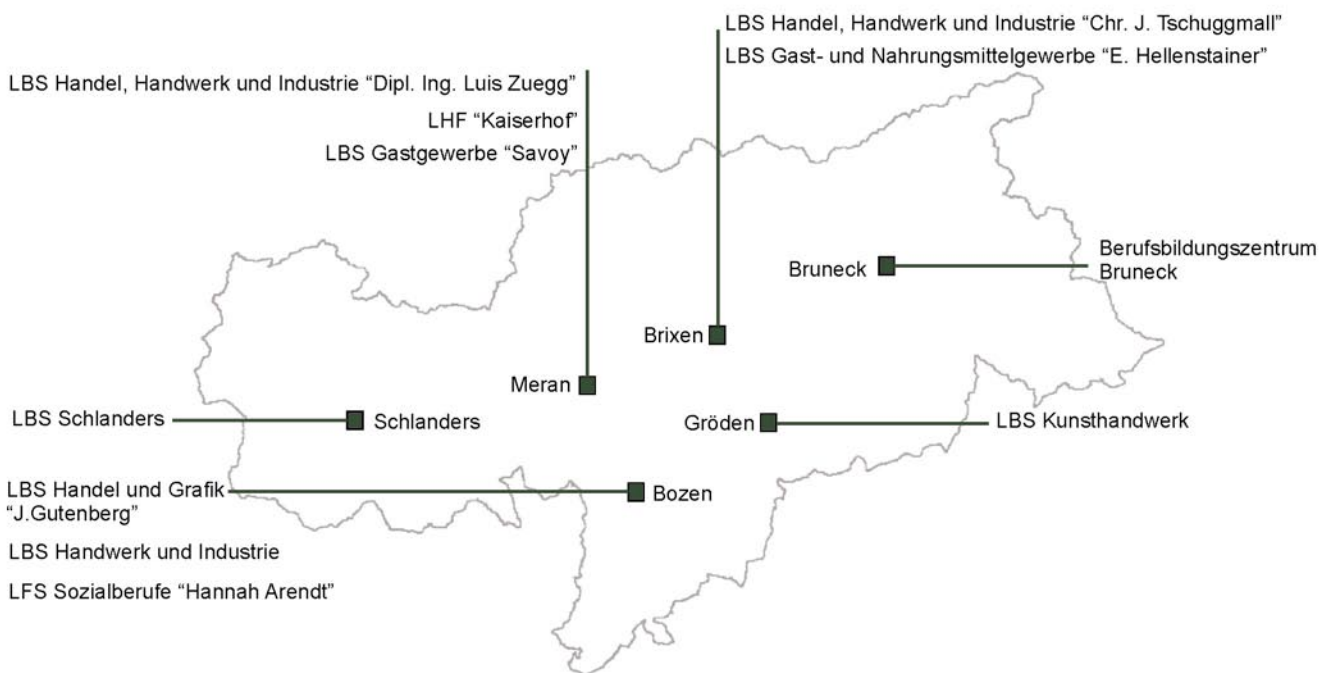 LBS Handel, Handwerk und Industrie “Chr. J. Tschuggmall”
LBS Gast- und Nahrungsmittelgewerbe “E. Hellenstainer”
LBS Handel, Handwerk und Industrie “Dipl. Ing. Luis Zuegg”
LHF “Kaiserhof”
LBS Gastgewerbe “Savoy”
Berufsbildungszentrum
Bruneck
Bruneck
Brixen
Meran
LBS Schlanders
Schlanders
Gröden
LBS Kunsthandwerk
LBS Handel und Grafik
“J.Gutenberg”
Bozen
LBS Handwerk und Industrie
LFS Sozialberufe “Hannah Arendt”